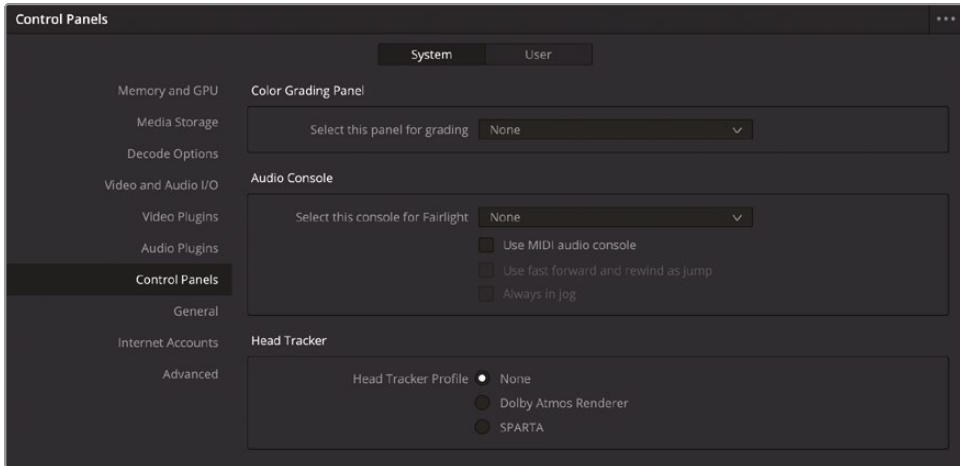 Control Panels
System User
Memory and GPU
Media Storage
Decode Options
Video and Audio I/O
Video Plugins
Audio Plugins
Control Panels
General
Internet Accounts
Advanced
Color Grading Panel
Select this panel for grading None
Audio Console
Select this console for Fairlight None
Use MIDI audio console
Use fast forward and rewind as jump
Always in jog
Head Tracker
Head Tracker Profile None
Dolby Atmos Renderer
SPARTA